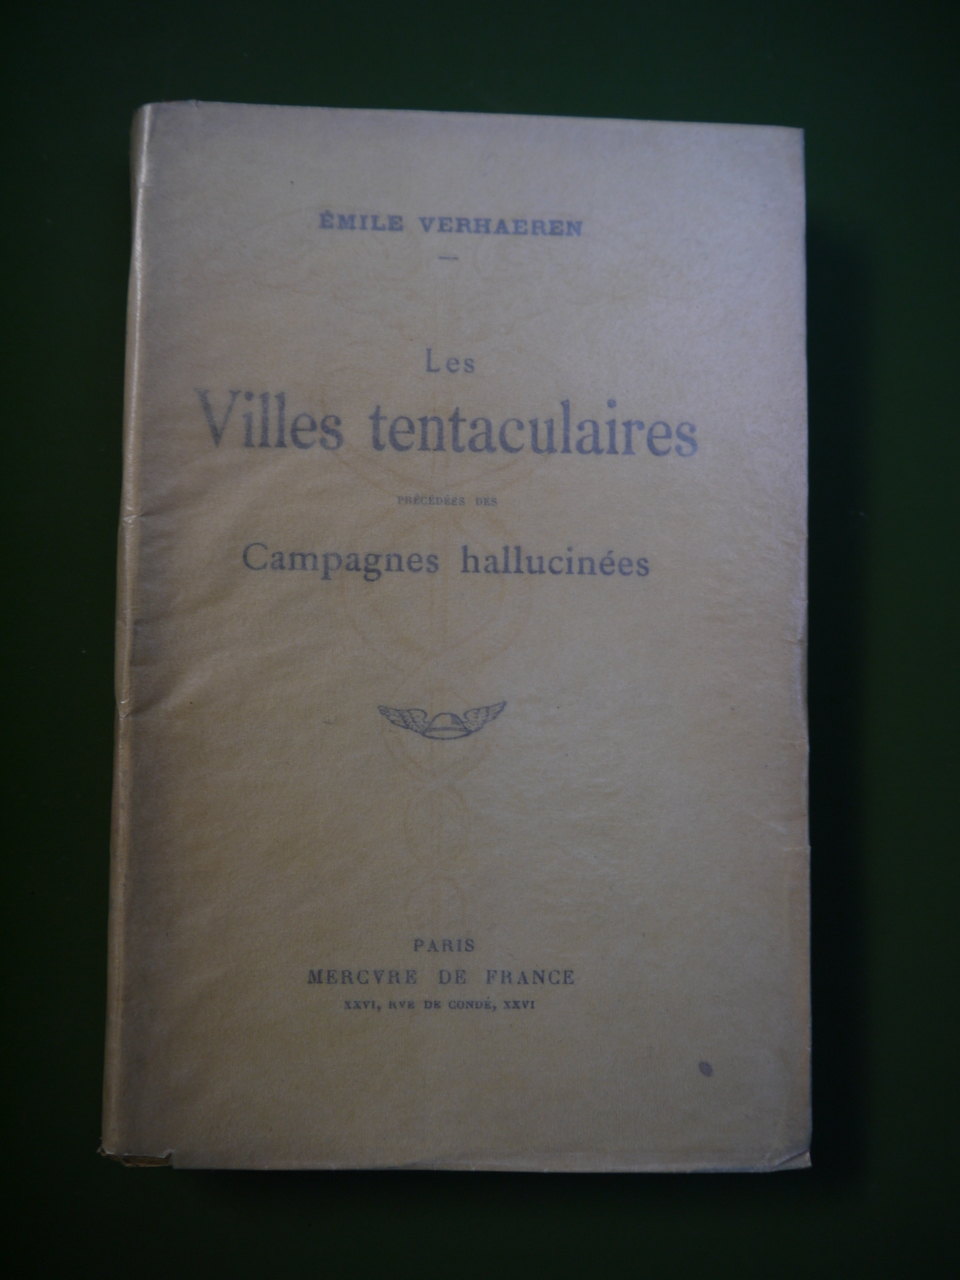 ÉMILE VERHAEREN
—
Les
Villes tentaculaires
PRÉCÉDÉES DES
Campagnes hallucinées
PARIS
MERCVRE DE FRANCE
XXVI, RVE DE CONDÉ, XXVI